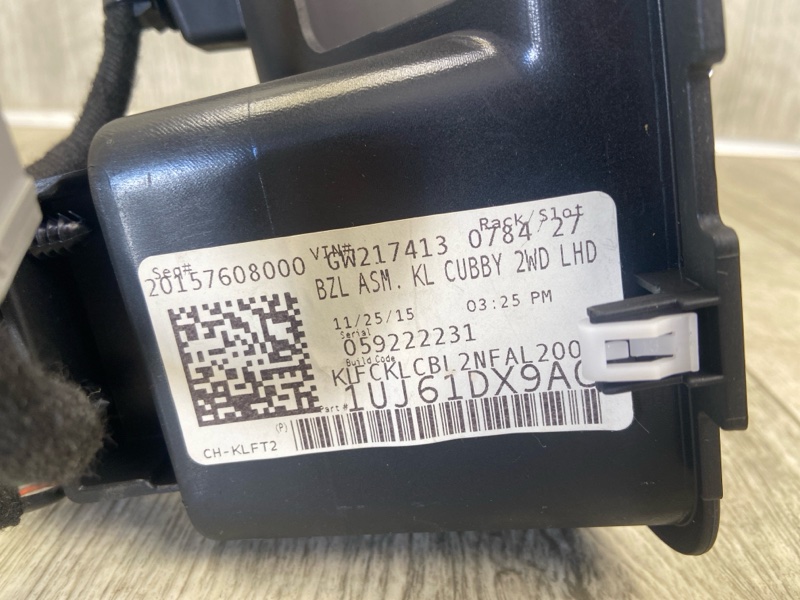 Seq# VIN# Rack/Slot
20157608000 GW217413 0784/27
BZL ASM. KL CUBBY 2WD LHD
11/25/15 03:25 PM
Serial
059222231
Build Code
KLFCKLCBL2NFAL200
Part # 1UJ61DX9AC
(P)
CH-KLFT2